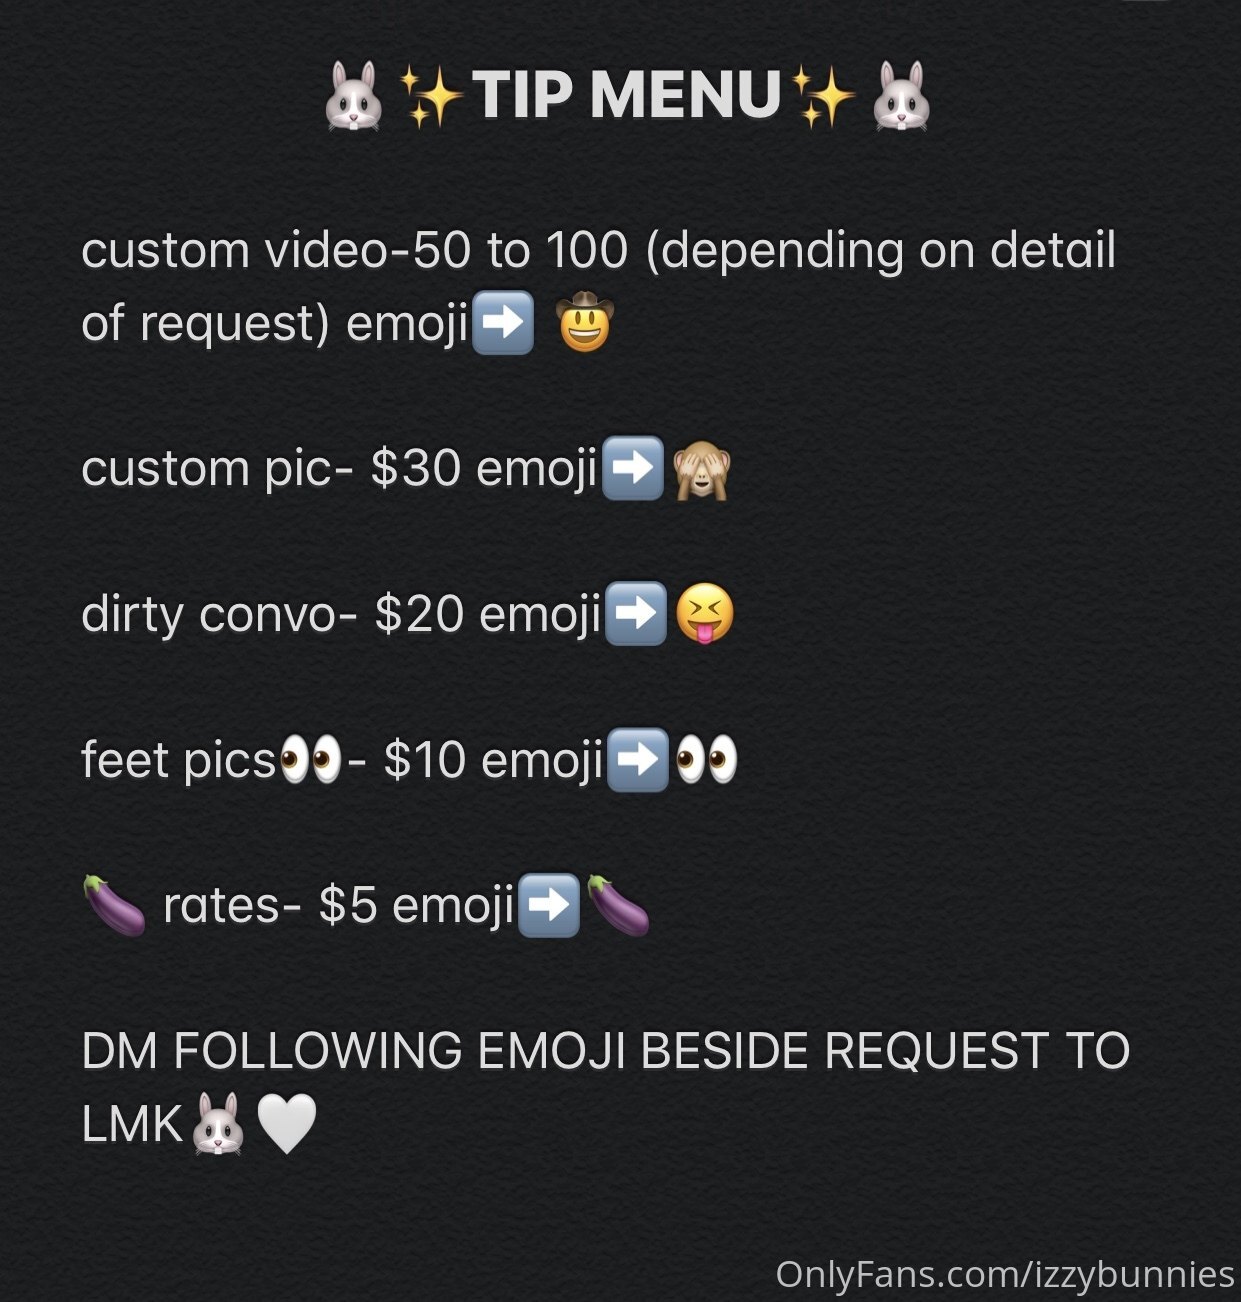 🐰✨TIP MENU✨🐰
custom video-50 to 100 (depending on detail
of request) emoji➡️ 🤠
custom pic- $30 emoji➡️🙈
dirty convo- $20 emoji➡️😝
feet pics👀- $10 emoji➡️👀
🍆 rates- $5 emoji➡️🍆
DM FOLLOWING EMOJI BESIDE REQUEST TO
LMK🐰🤍
OnlyFans.com/izzybunnies